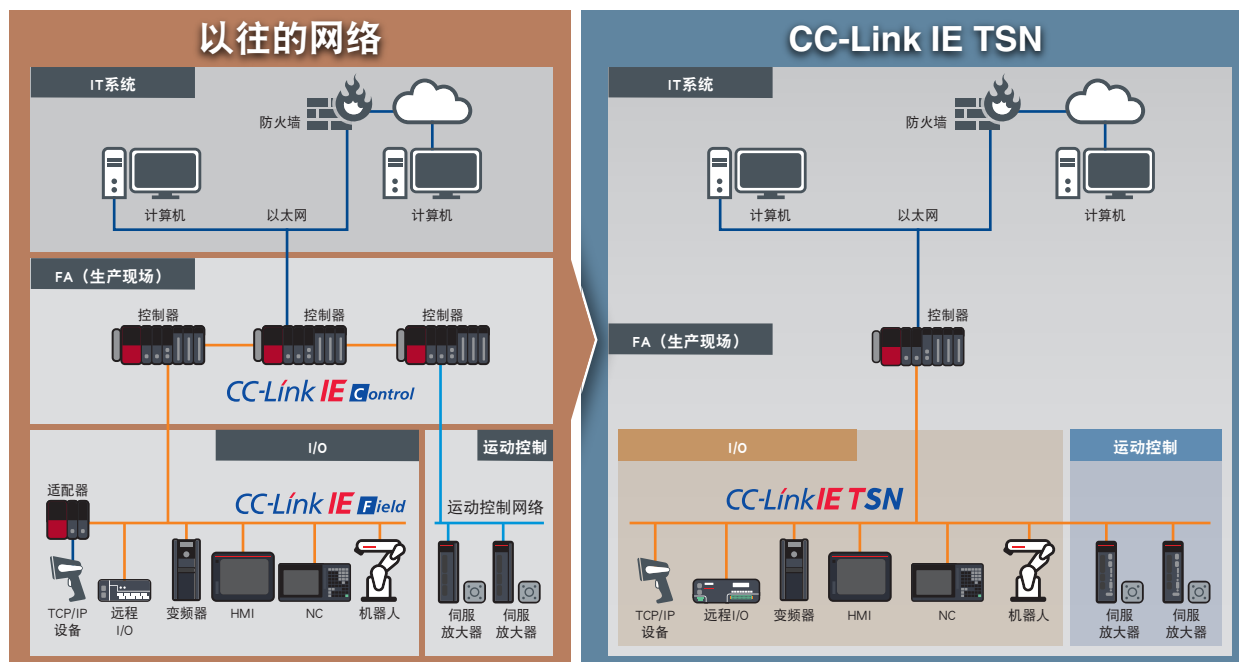 以往的网络
IT系统
防火墙
计算机
以太网
计算机
FA（生产现场）
控制器
控制器
控制器
CC-Link IE Control
I/O
运动控制
适配器
CC-Link IE Field
运动控制网络
TCP/IP
设备
远程
I/O
变频器
HMI
NC
机器人
伺服
放大器
伺服
放大器
CC-Link IE TSN
IT系统
防火墙
计算机
以太网
计算机
控制器
FA（生产现场）
I/O
运动控制
CC-Link IE TSN
TCP/IP
设备
远程I/O
变频器
HMI
NC
机器人
伺服
放大器
伺服
放大器